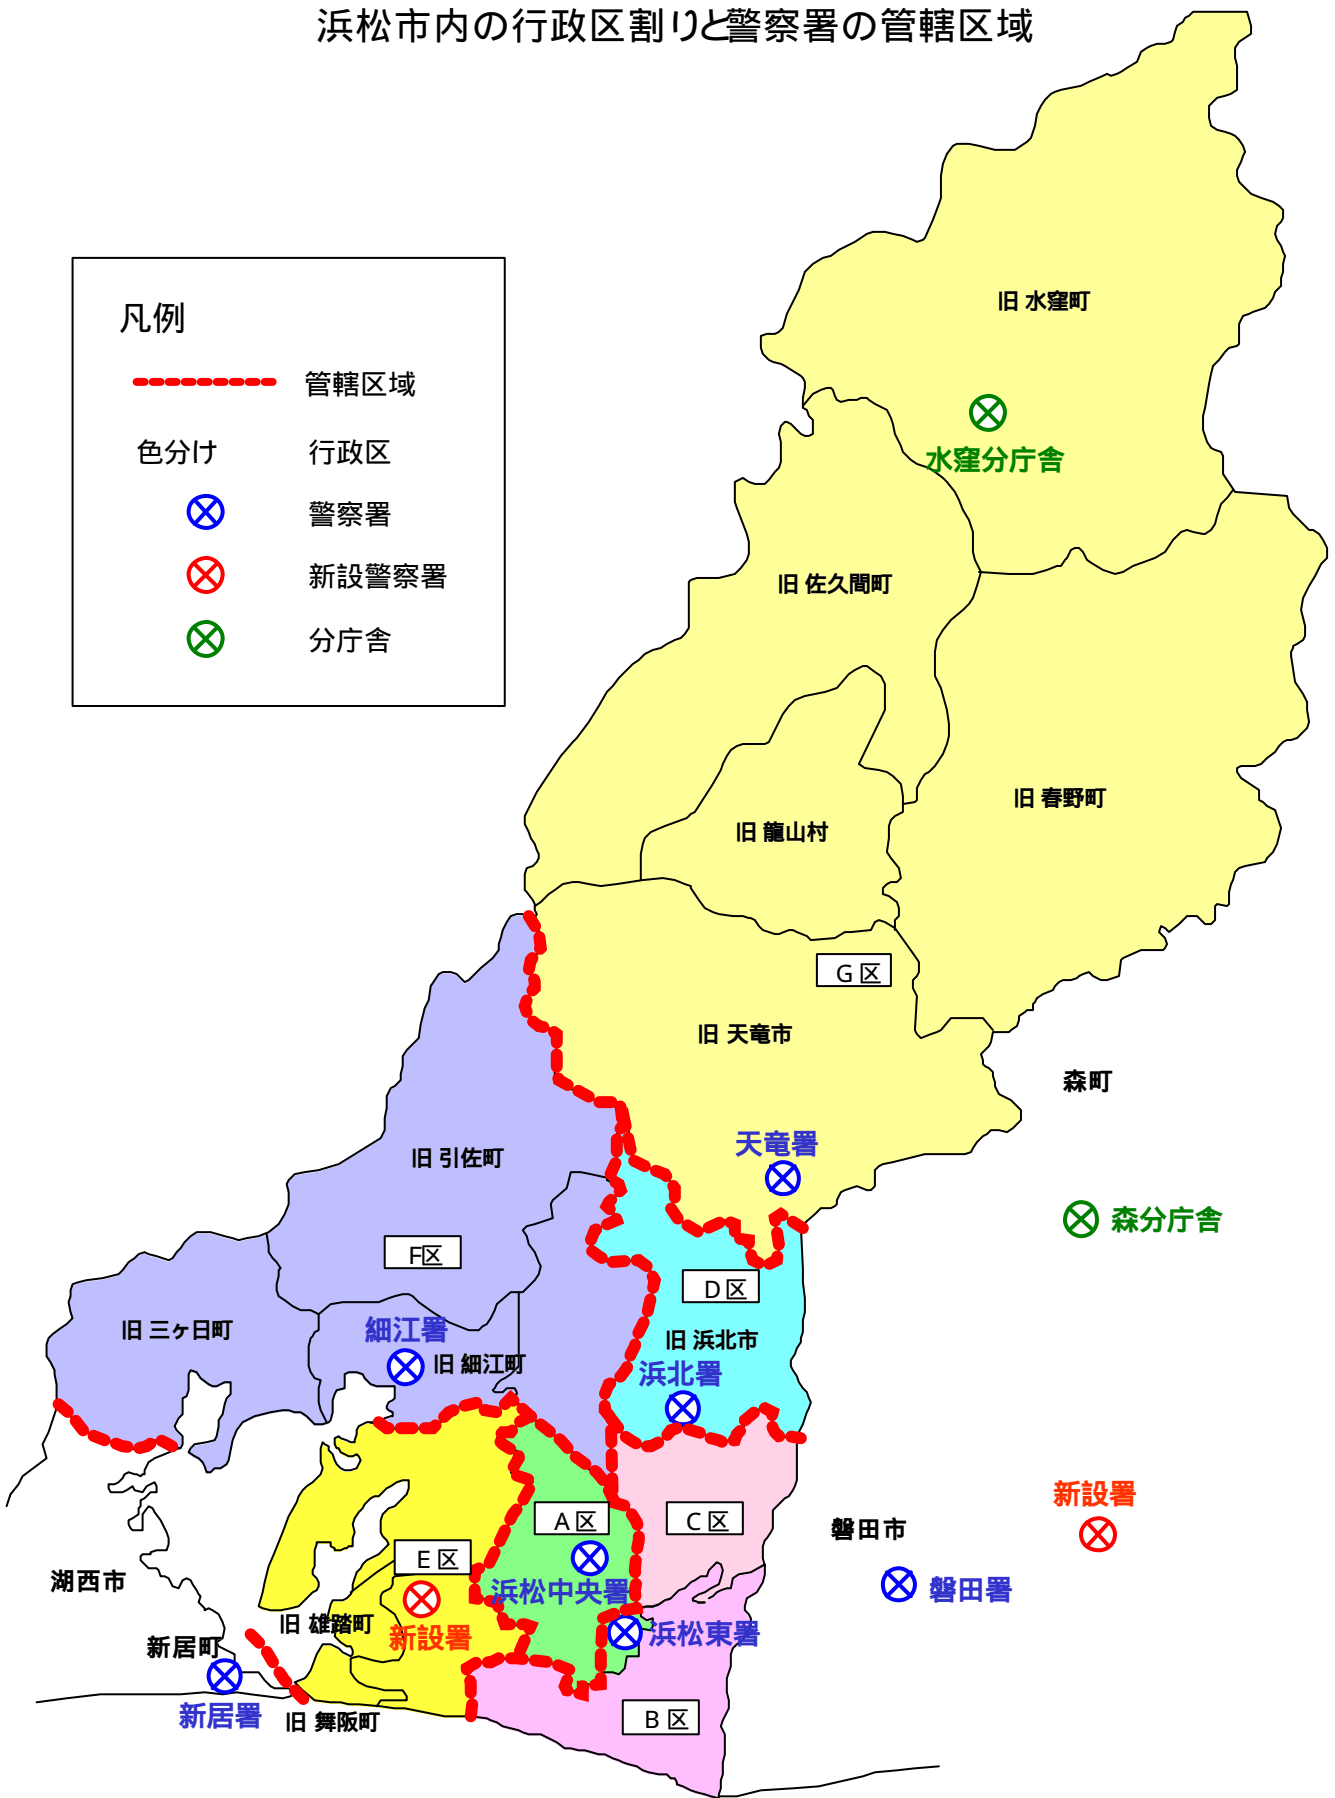 浜松市内の行政区割りと警察署の管轄区域
凡例
管轄区域
色分け 行政区
警察署
新設警察署
分庁舎
旧 水窪町
水窪分庁舎
旧 佐久間町
旧 春野町
旧 龍山村
G 区
旧 天竜市
森町
天竜署
旧 引佐町
森分庁舎
F区
D 区
旧 三ヶ日町
細江署
旧 細江町
旧 浜北市
浜北署
新設署
A 区
C 区
磐田市
E 区
湖西市
浜松中央署
磐田署
旧 雄踏町
新設署
浜松東署
新居町
新居署
旧 舞阪町
B 区